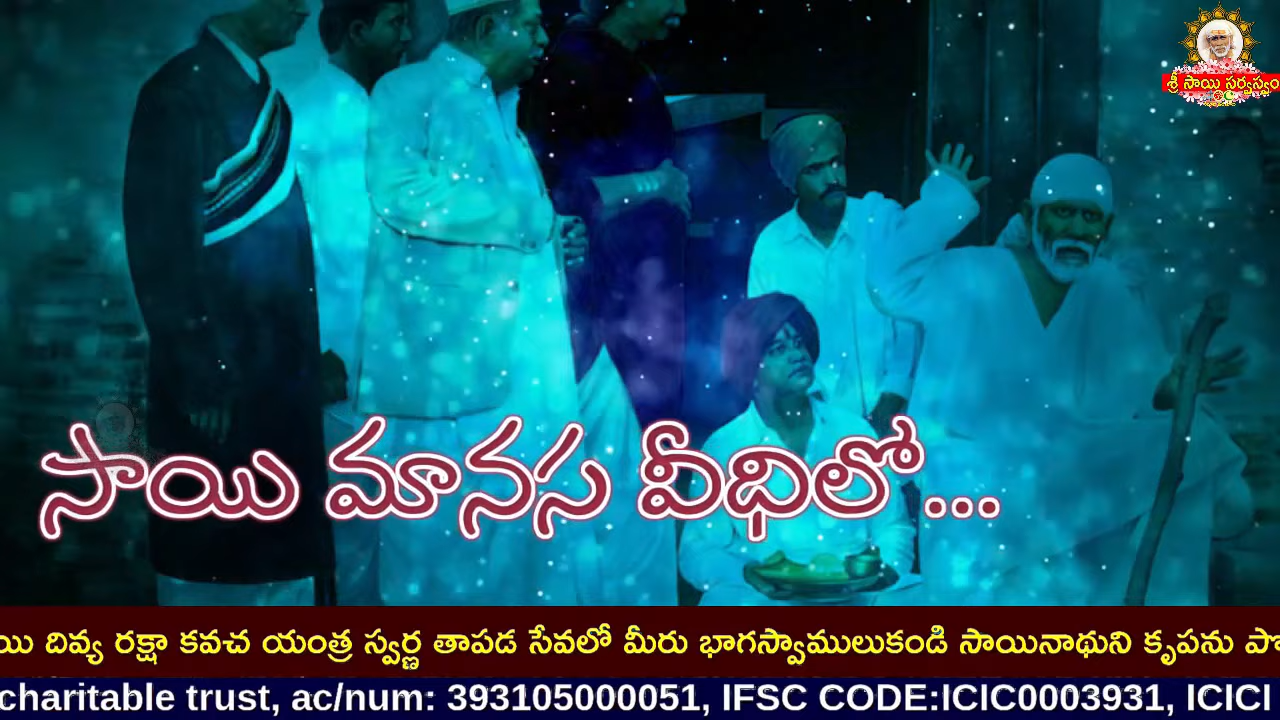 శ్రీ సాయి సర్వస్వం
సాయి మానస వీధిలో...
యి దివ్య రక్షా కవచ యంత్ర స్వర్ణ తాపడ సేవలో మీరు భాగస్వాములుకండి సాయినాథుని కృపను పొ
charitable trust, ac/num: 393105000051, IFSC CODE:ICIC0003931, ICICI